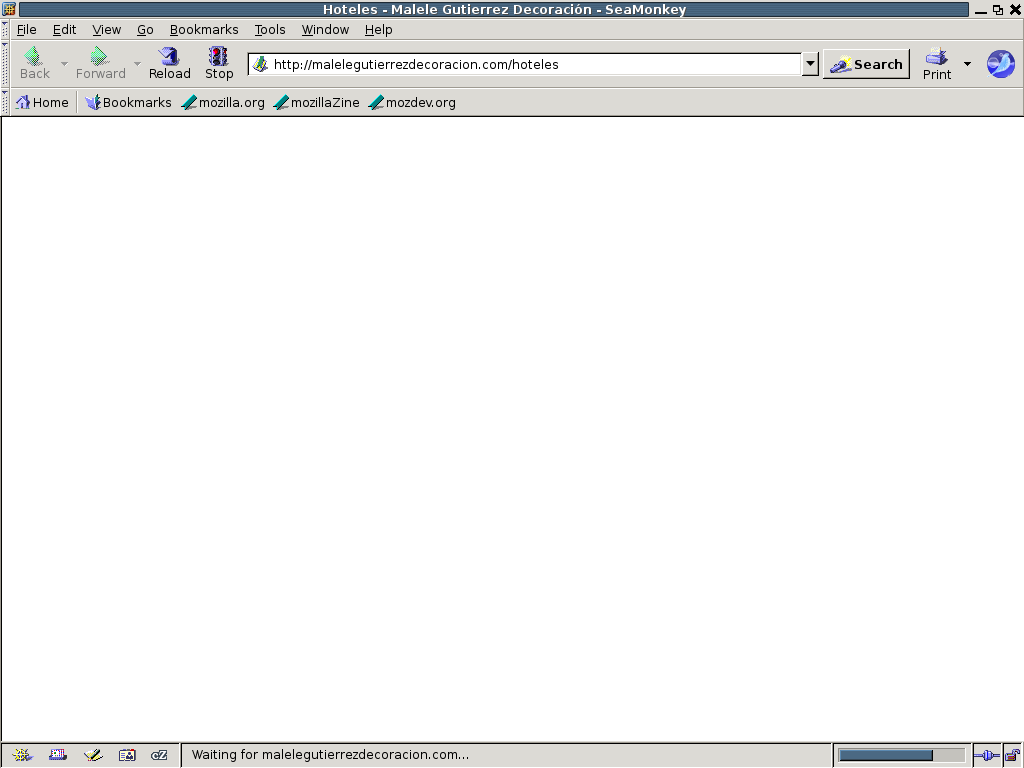 Hoteles - Malele Gutierrez Decoración - SeaMonkey
File Edit View Go Bookmarks Tools Window Help
Back Forward Reload Stop http://malelegutierrezdecoracion.com/hoteles Search Print
Home Bookmarks mozilla.org mozillaZine mozdev.org
cZ Waiting for malelegutierrezdecoracion.com...